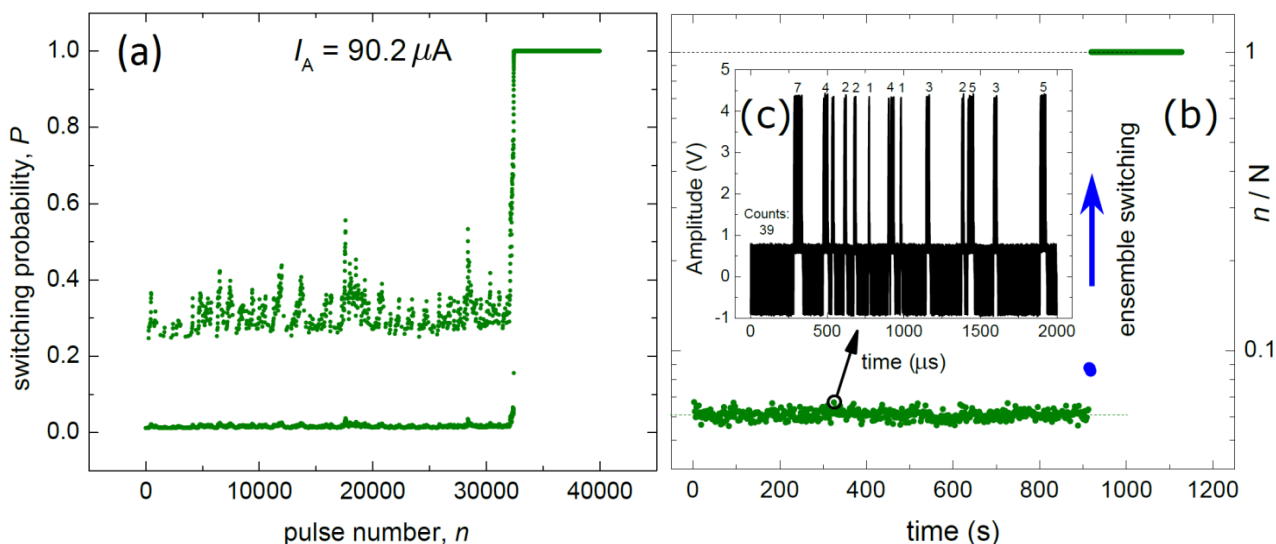 (a)
I_A = 90.2 μA
switching probability, P
1.0
0.8
0.6
0.4
0.2
0.0
0 10000 20000 30000 40000
pulse number, n
(b)
(c)
Amplitude (V)
5
4
3
2
1
0
-1
7 4 2 2 1 4 1 3 2 5 3 5
Counts:
39
0 500 1000 1500 2000
time (μs)
ensemble switching
1
0.1
n / N
0 200 400 600 800 1000 1200
time (s)